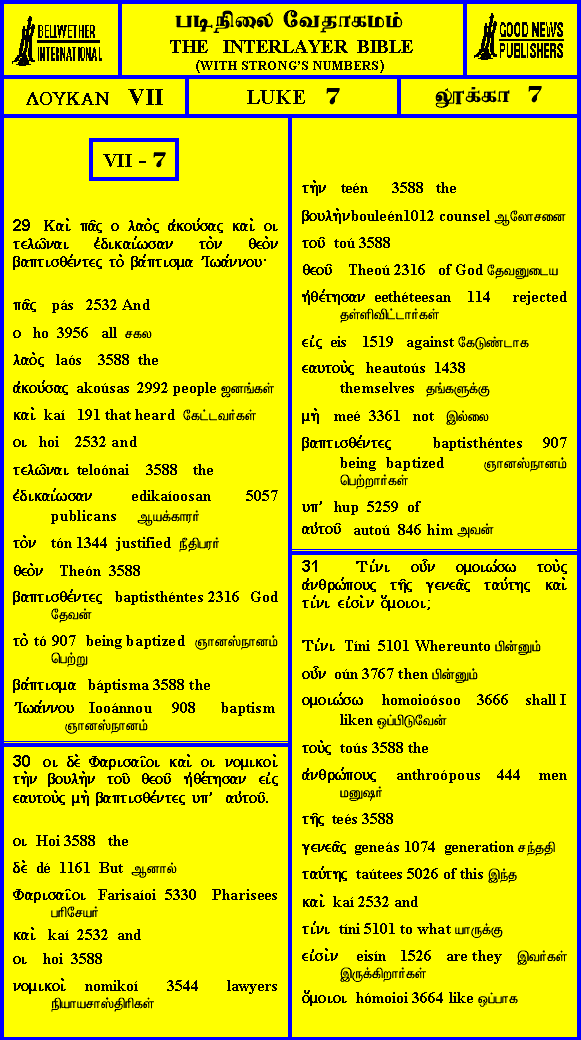 BELLWETHER
INTERNATIONAL
படிநிலை வேதாகமம்
THE INTERLAYER BIBLE
(WITH STRONG'S NUMBERS)
GOOD NEWS
PUBLISHERS
ΛΟΥΚΑΝ VII
LUKE 7
லூக்கா 7
VII - 7
29 Καὶ πᾶς ο λαὸς ἀκούσας καὶ οι
τελῶναι ἐδικαίωσαν τὸν θεὸν
βαπτισθέντες τὸ βάπτισμα Ἰωάννου·
πᾶς pás 2532 And
ο ho 3956 all சகல
λαὸς laós 3588 the
ἀκούσας akoúsas 2992 people ஜனங்கள்
καὶ kaí 191 that heard கேட்டவர்கள்
οι hoi 2532 and
τελῶναι teloónai 3588 the
ἐδικαίωσαν edikaíoosan 5057
publicans ஆயக்காரர்
τὸν tón 1344 justified நீதிபரர்
θεὸν Theón 3588
βαπτισθέντες baptisthéntes 2316 God
தேவன்
τὸ tó 907 being baptized ஞானஸ்நானம்
பெற்று
βάπτισμα báptisma 3588 the
Ἰωάννου Iooánnou 908 baptism
ஞானஸ்நானம்
30 οι δὲ Φαρισαῖοι καὶ οι νομικοὶ
τὴν βουλὴν τοῦ θεοῦ ἠθέτησαν εἰς
εαυτοὺς μὴ βαπτισθέντες υπ' αὐτοῦ.
οι Hoi 3588 the
δὲ dé 1161 But ஆனால்
Φαρισαῖοι Farisaíoi 5330 Pharisees
பரிசேயர்
καὶ kaí 2532 and
οι hoi 3588
νομικοὶ nomikoí 3544 lawyers
நியாயசாஸ்திரிகள்
τὴν teén 3588 the
βουλὴν bouleén1012 counsel ஆலோசனை
τοῦ toú 3588
θεοῦ Theoú 2316 of God தேவனுடைய
ἠθέτησαν eethéteesan 114 rejected
தள்ளிவிட்டார்கள்
εἰς eis 1519 against கேடுண்டாக
εαυτοὺς heautoús 1438
themselves தங்களுக்கு
μὴ meé 3361 not இல்லை
βαπτισθέντες baptisthéntes 907
being baptized ஞானஸ்நானம்
பெற்றார்கள்
υπ' hup 5259 of
αὐτοῦ autoú 846 him அவன்
31 Τίνι οὖν ομοιώσω τοὺς
ἀνθρώπους τῆς γενεᾶς ταύτης καὶ
τίνι εἰσὶν ὅμοιοι;
Τίνι Tíni 5101 Whereunto பின்னும்
οὖν oún 3767 then பின்னும்
ομοιώσω homoioósoo 3666 shall I
liken ஒப்பிடுவேன்
τοὺς toús 3588 the
ἀνθρώπους anthroópous 444 men
மனுஷர்
τῆς teés 3588
γενεᾶς geneás 1074 generation சந்ததி
ταύτης taútees 5026 of this இந்த
καὶ kaí 2532 and
τίνι tíni 5101 to what யாருக்கு
εἰσὶν eisín 1526 are they இவர்கள்
இருக்கிறார்கள்
ὅμοιοι hómoioi 3664 like ஒப்பாக